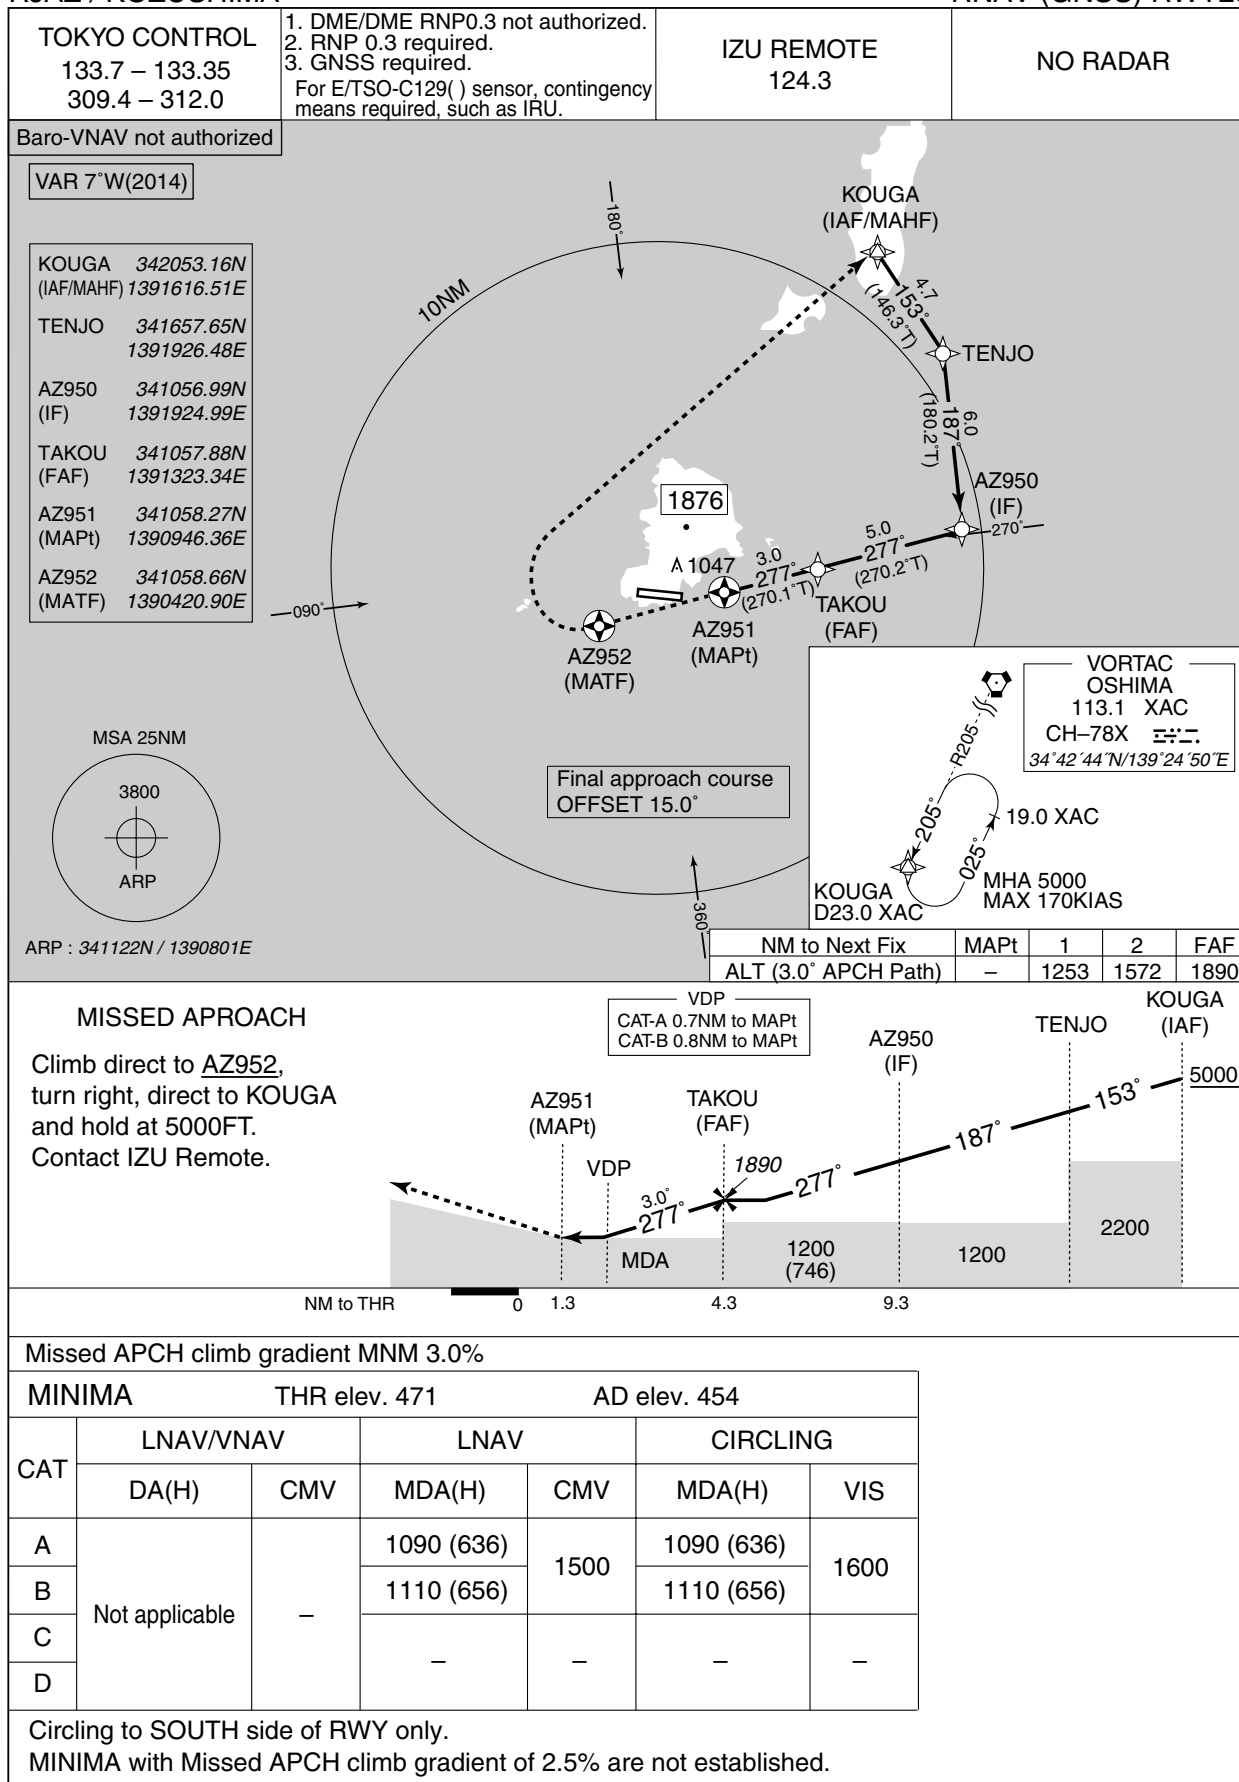 TOKYO CONTROL
133.7 – 133.35
309.4 – 312.0
1. DME/DME RNP0.3 not authorized.
2. RNP 0.3 required.
3. GNSS required.
For E/TSO-C129( ) sensor, contingency
means required, such as IRU.
IZU REMOTE
124.3
NO RADAR
Baro-VNAV not authorized
VAR 7°W(2014)
KOUGA 342053.16N
(IAF/MAHF) 1391616.51E
TENJO 341657.65N
1391926.48E
AZ950 341056.99N
(IF) 1391924.99E
TAKOU 341057.88N
(FAF) 1391323.34E
AZ951 341058.27N
(MAPt) 1390946.36E
AZ952 341058.66N
(MATF) 1390420.90E
180°
10NM
KOUGA
(IAF/MAHF)
4.7
153°
(146.3°T)
TENJO
6.0
187°
(180.2°T)
AZ950
(IF)
270°
5.0
277°
(270.2°T)
3.0
277°
(270.1°T)
1876
1047
TAKOU
(FAF)
AZ951
(MAPt)
AZ952
(MATF)
090°
360°
MSA 25NM
3800
ARP
ARP : 341122N / 1390801E
Final approach course
OFFSET 15.0°
VORTAC
OSHIMA
113.1 XAC
CH–78X
34°42´44˝N/139°24´50˝E
R205
205°
025°
19.0 XAC
KOUGA
D23.0 XAC
MHA 5000
MAX 170KIAS
NM to Next Fix MAPt 1 2 FAF
ALT (3.0° APCH Path) – 1253 1572 1890
MISSED APROACH
Climb direct to AZ952,
turn right, direct to KOUGA
and hold at 5000FT.
Contact IZU Remote.
VDP
CAT-A 0.7NM to MAPt
CAT-B 0.8NM to MAPt
AZ951
(MAPt)
VDP
TAKOU
(FAF)
AZ950
(IF)
TENJO
KOUGA
(IAF)
5000
153°
187°
277°
1890
3.0°
277°
MDA
1200
(746)
1200
2200
NM to THR 0 1.3 4.3 9.3
Missed APCH climb gradient MNM 3.0%
MINIMA THR elev. 471 AD elev. 454
CAT LNAV/VNAV LNAV CIRCLING
DA(H) CMV MDA(H) CMV MDA(H) VIS
A 1090 (636) 1090 (636)
1500 1600
B 1110 (656) 1110 (656)
Not applicable –
C
– – – –
D
Circling to SOUTH side of RWY only.
MINIMA with Missed APCH climb gradient of 2.5% are not established.